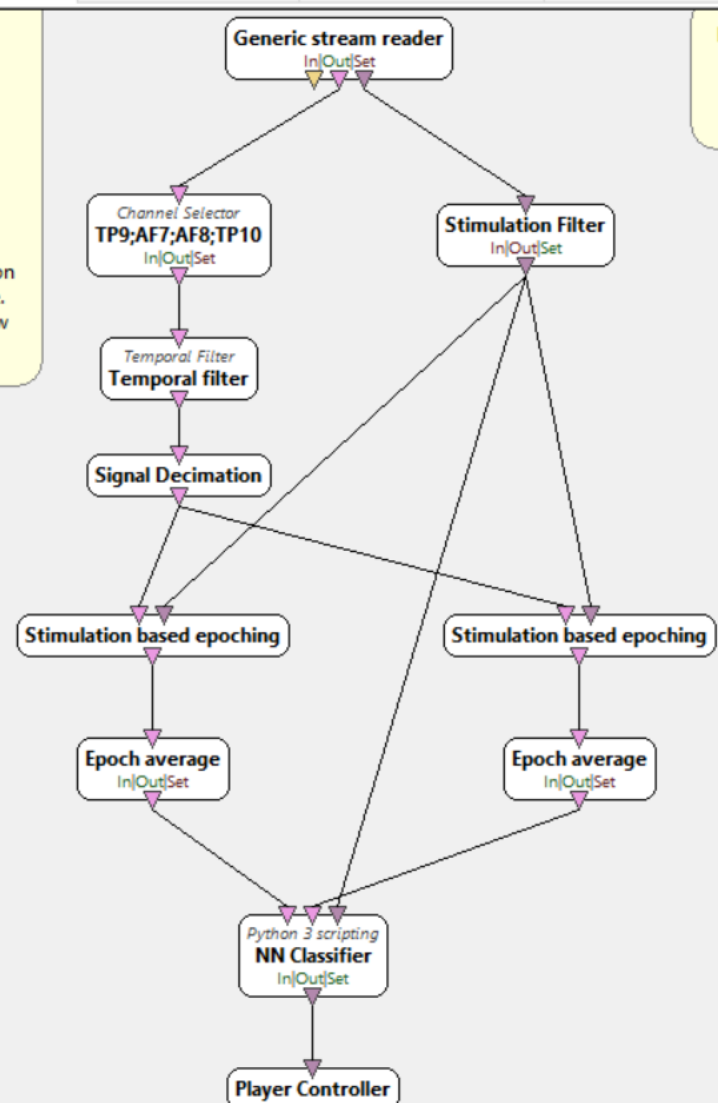 Generic stream reader
In|Out|Set
Channel Selector
TP9;AF7;AF8;TP10
In|Out|Set
Stimulation Filter
In|Out|Set
on
w
Temporal Filter
Temporal filter
Signal Decimation
Stimulation based epoching
Stimulation based epoching
Epoch average
In|Out|Set
Epoch average
In|Out|Set
Python 3 scripting
NN Classifier
In|Out|Set
Player Controller